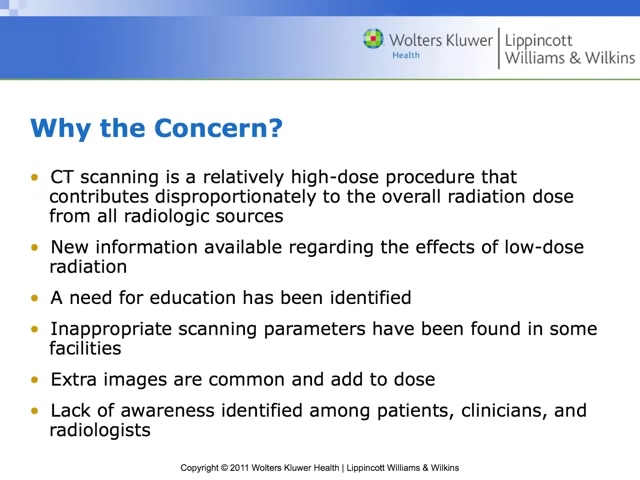 Wolters Kluwer
Health
Lippincott
Williams & Wilkins
Why the Concern?
• CT scanning is a relatively high-dose procedure that
contributes disproportionately to the overall radiation dose
from all radiologic sources
• New information available regarding the effects of low-dose
radiation
• A need for education has been identified
• Inappropriate scanning parameters have been found in some
facilities
• Extra images are common and add to dose
• Lack of awareness identified among patients, clinicians, and
radiologists
Copyright © 2011 Wolters Kluwer Health | Lippincott Williams & Wilkins